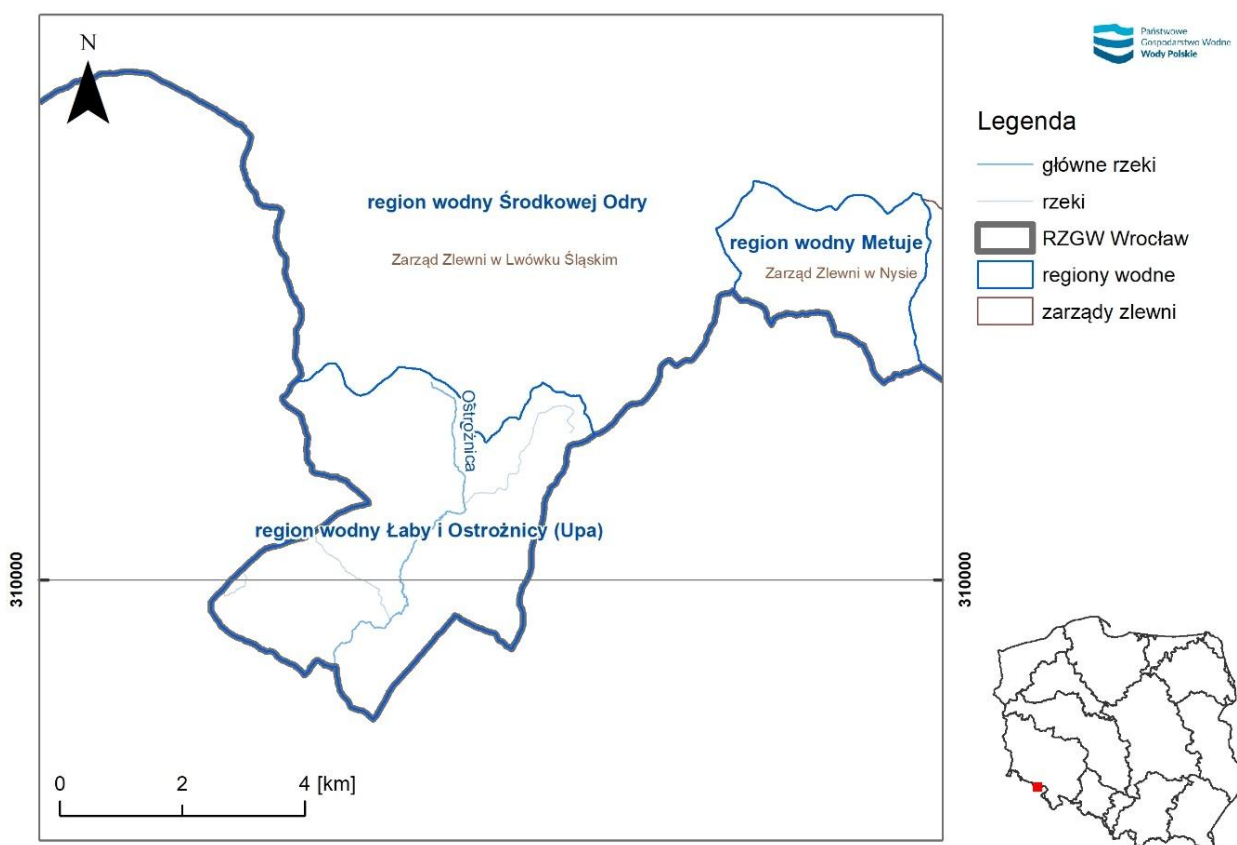 N
Państwowe
Gospodarstwo Wodne
Wody Polskie
Legenda
główne rzeki
rzeki
RZGW Wrocław
regiony wodne
zarządy zlewni
region wodny Środkowej Odry
Zarząd Zlewni w Lwówku Śląskim
region wodny Metuje
Zarząd Zlewni w Nysie
Ostrożnica
region wodny Łaby i Ostrożnicy (Upa)
310000
310000
0 2 4 [km]